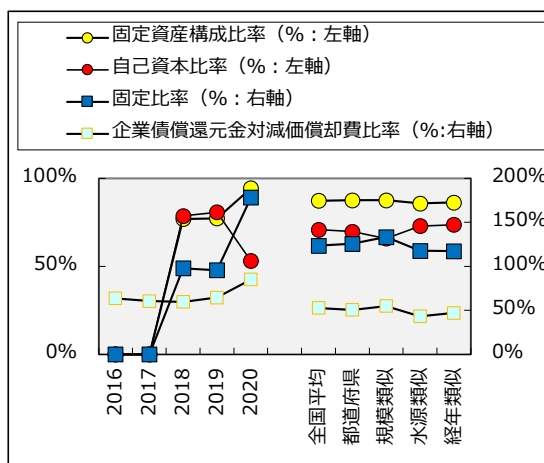 固定資産構成比率（%：左軸）
自己資本比率（%：左軸）
固定比率（%：右軸）
企業債償還元金対減価償却費比率（%:右軸）
100%
50%
0%
200%
150%
100%
50%
0%
2016
2017
2018
2019
2020
全国平均
都道府県
規模類似
水源類似
経年類似